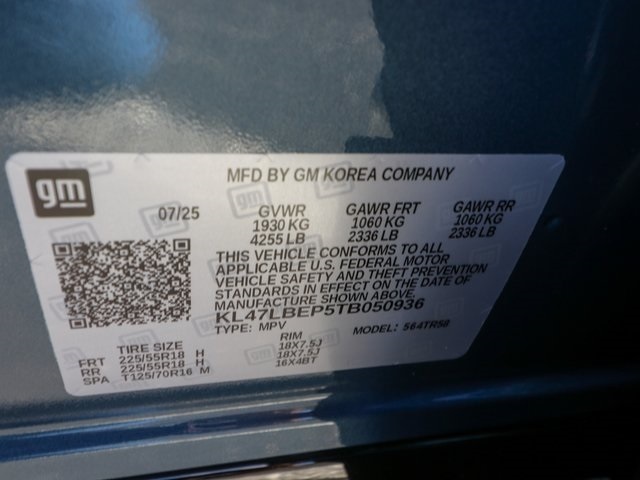 gm
MFD BY GM KOREA COMPANY
07/25 GVWR GAWR FRT GAWR RR
1930 KG 1060 KG 1060 KG
4255 LB 2336 LB 2336 LB
THIS VEHICLE CONFORMS TO ALL
APPLICABLE U.S. FEDERAL MOTOR
VEHICLE SAFETY AND THEFT PREVENTION
STANDARDS IN EFFECT ON THE DATE OF
MANUFACTURE SHOWN ABOVE.
KL47LBEP5TB050936
TYPE: MPV MODEL: 564TR58
TIRE SIZE RIM
FRT 225/55R18 H 18X7.5J
RR 225/55R18 H 18X7.5J
SPA T125/70R16 M 16X4BT